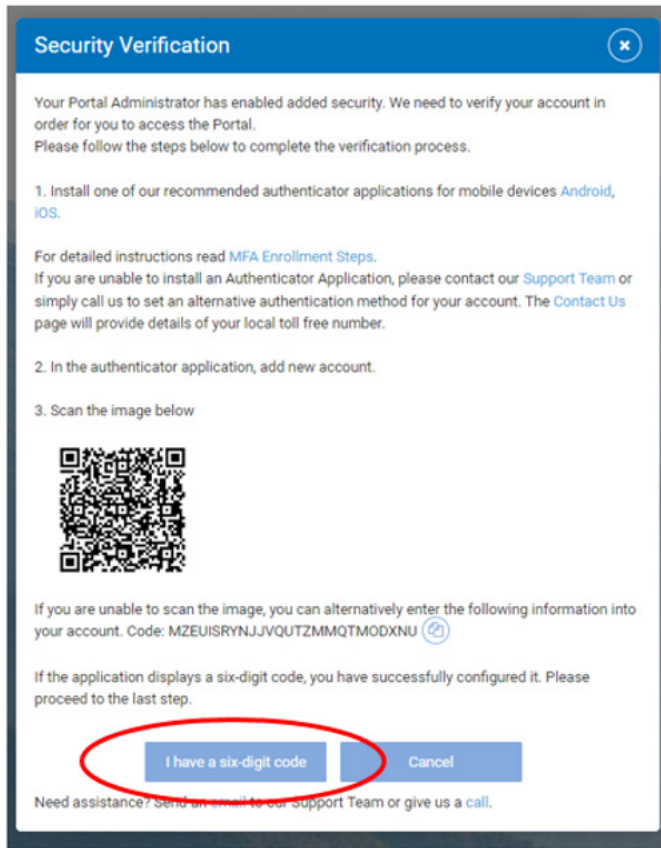 Security Verification
Your Portal Administrator has enabled added security. We need to verify your account in
order for you to access the Portal.
Please follow the steps below to complete the verification process.
1. Install one of our recommended authenticator applications for mobile devices Android,
iOS.
For detailed instructions read MFA Enrollment Steps.
If you are unable to install an Authenticator Application, please contact our Support Team or
simply call us to set an alternative authentication method for your account. The Contact Us
page will provide details of your local toll free number.
2. In the authenticator application, add new account.
3. Scan the image below
If you are unable to scan the image, you can alternatively enter the following information into
your account. Code: MZEUISRYNJJVQUTZMMQTMODXNU
If the application displays a six-digit code, you have successfully configured it. Please
proceed to the last step.
I have a six-digit code Cancel
Need assistance? Send an email to our Support Team or give us a call.